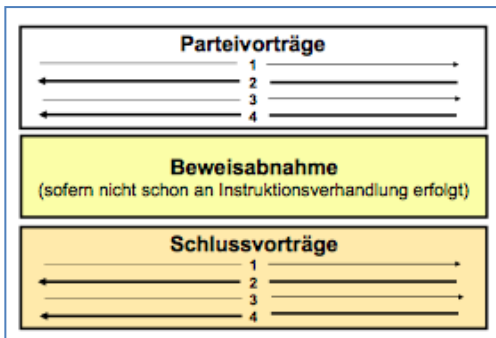 Parteivorträge
1
2
3
4
Beweisabnahme
(sofern nicht schon an Instruktionsverhandlung erfolgt)
Schlussvorträge
1
2
3
4